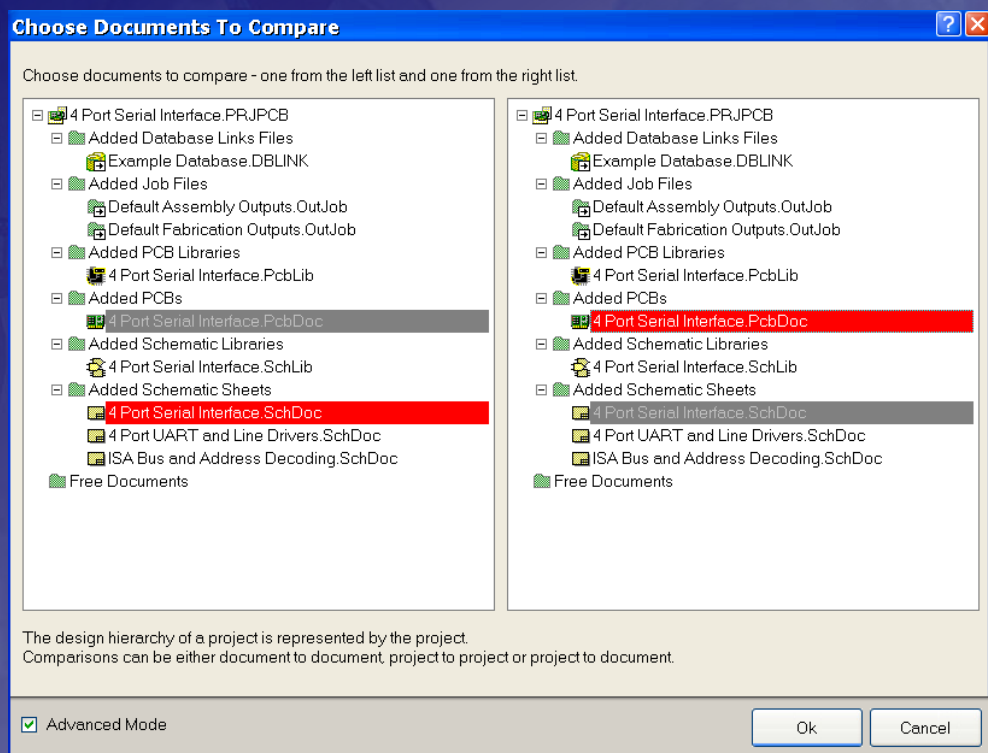 Choose Documents To Compare
Choose documents to compare - one from the left list and one from the right list.
4 Port Serial Interface.PRJPCB
Added Database Links Files
Example Database.DBLINK
Added Job Files
Default Assembly Outputs.OutJob
Default Fabrication Outputs.OutJob
Added PCB Libraries
4 Port Serial Interface.PcbLib
Added PCBs
4 Port Serial Interface.PcbDoc
Added Schematic Libraries
4 Port Serial Interface.SchLib
Added Schematic Sheets
4 Port Serial Interface.SchDoc
4 Port UART and Line Drivers.SchDoc
ISA Bus and Address Decoding.SchDoc
Free Documents
4 Port Serial Interface.PRJPCB
Added Database Links Files
Example Database.DBLINK
Added Job Files
Default Assembly Outputs.OutJob
Default Fabrication Outputs.OutJob
Added PCB Libraries
4 Port Serial Interface.PcbLib
Added PCBs
4 Port Serial Interface.PcbDoc
Added Schematic Libraries
4 Port Serial Interface.SchLib
Added Schematic Sheets
4 Port Serial Interface.SchDoc
4 Port UART and Line Drivers.SchDoc
ISA Bus and Address Decoding.SchDoc
Free Documents
The design hierarchy of a project is represented by the project.
Comparisons can be either document to document, project to project or project to document.
Advanced Mode
Ok
Cancel